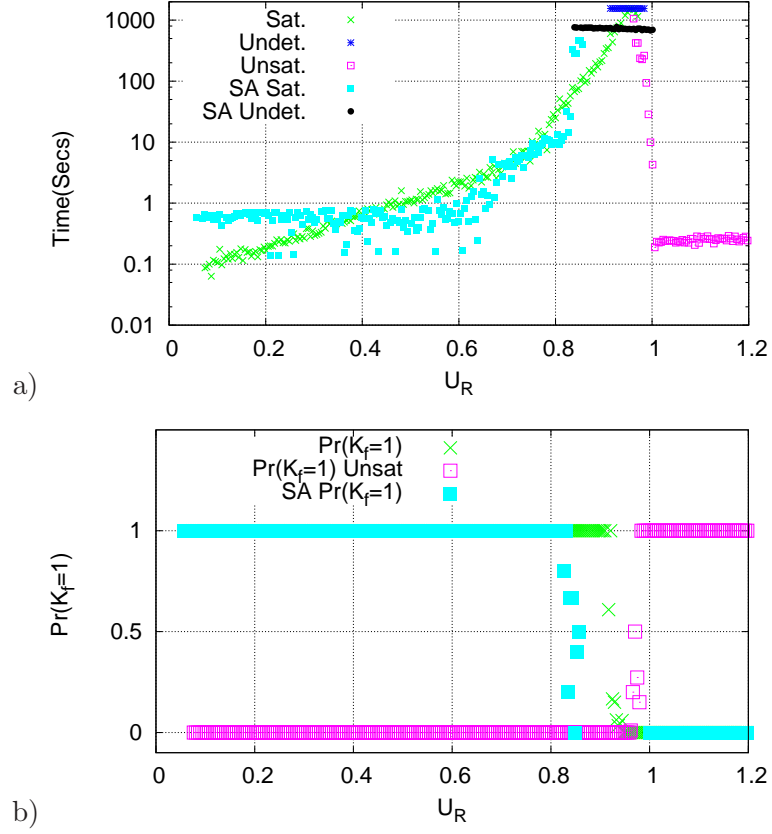 1000
100
10
1
0.1
0.01
Time(Secs)
Sat.
Undet.
Unsat.
SA Sat.
SA Undet.
0 0.2 0.4 0.6 0.8 1 1.2
U_R
a)
Pr(K_f=1)
Pr(K_f=1) Unsat
SA Pr(K_f=1)
1
0.5
0
Pr(K_f=1)
0 0.2 0.4 0.6 0.8 1 1.2
U_R
b)